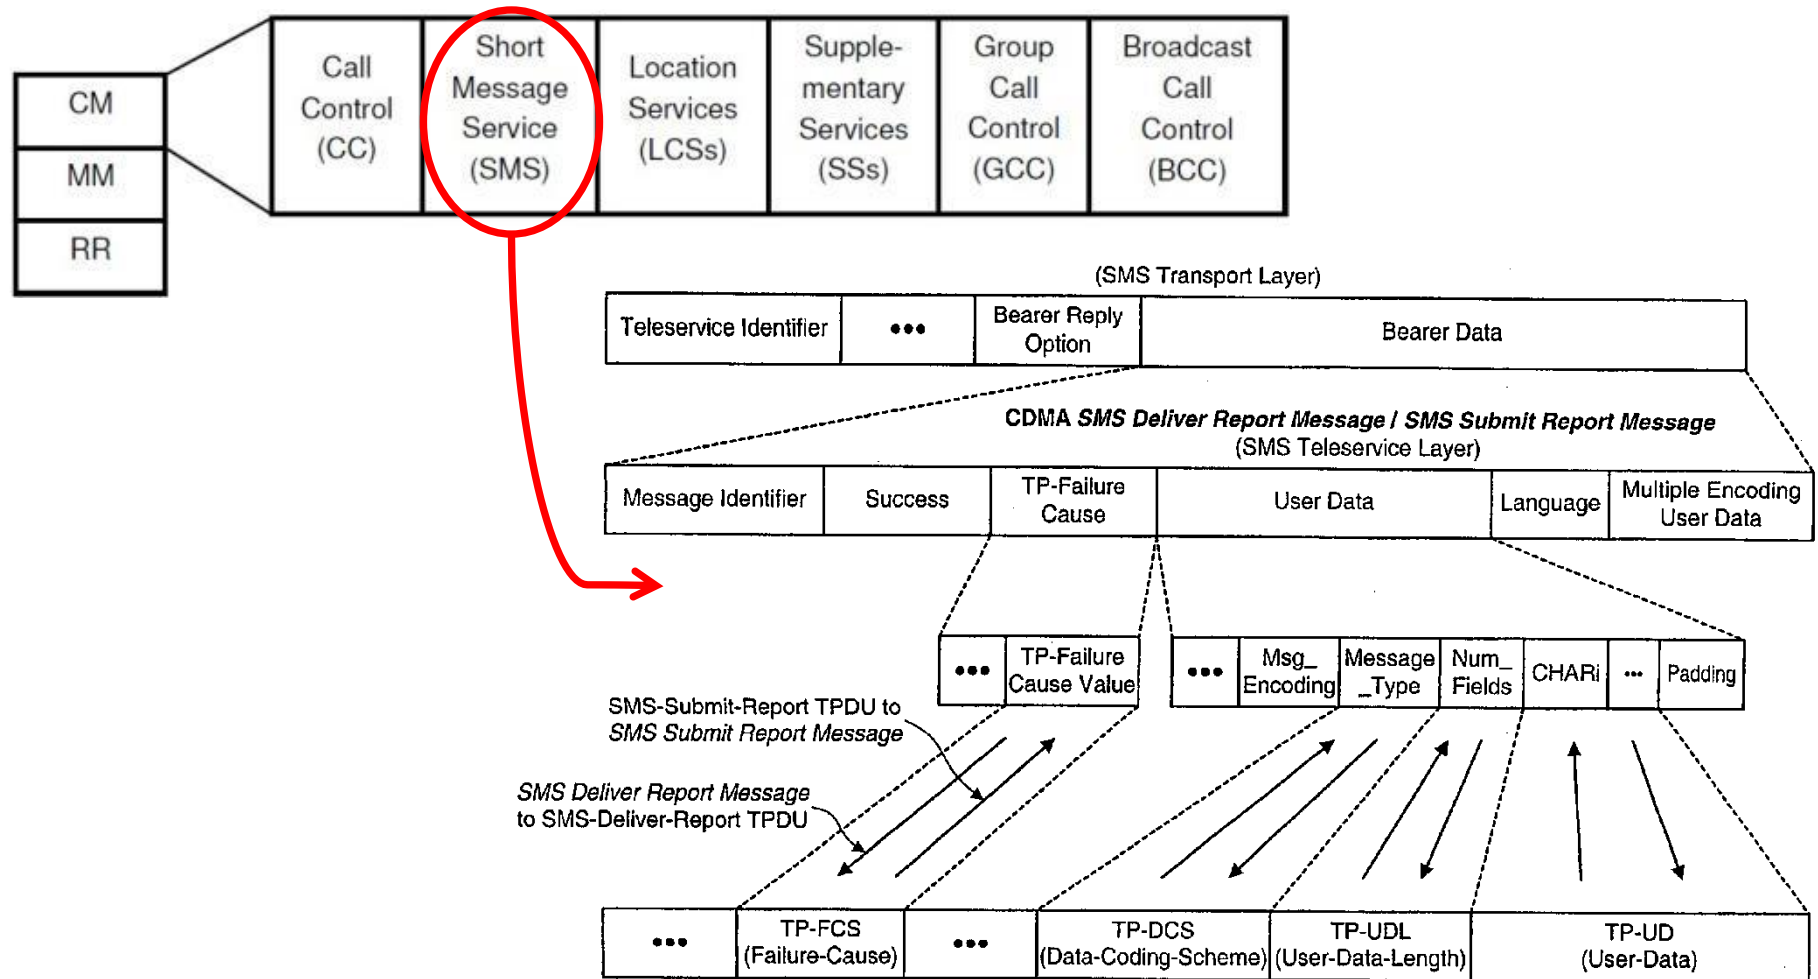 CM
MM
RR
Call
Control
(CC)
Short
Message
Service
(SMS)
Location
Services
(LCSs)
Supple-
mentary
Services
(SSs)
Group
Call
Control
(GCC)
Broadcast
Call
Control
(BCC)
(SMS Transport Layer)
Teleservice Identifier
•••
Bearer Reply
Option
Bearer Data
CDMA SMS Deliver Report Message / SMS Submit Report Message
(SMS Teleservice Layer)
Message Identifier
Success
TP-Failure
Cause
User Data
Language
Multiple Encoding
User Data
•••
TP-Failure
Cause Value
•••
Msg_
Encoding
Message
_Type
Num_
Fields
CHARi
•••
Padding
SMS-Submit-Report TPDU to
SMS Submit Report Message
SMS Deliver Report Message
to SMS-Deliver-Report TPDU
•••
TP-FCS
(Failure-Cause)
•••
TP-DCS
(Data-Coding-Scheme)
TP-UDL
(User-Data-Length)
TP-UD
(User-Data)